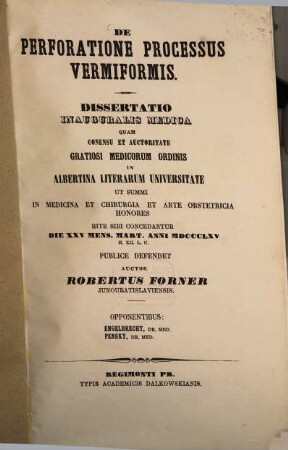 DE
PERFORATIONE PROCESSUS
VERMIFORMIS.
DISSERTATIO
INAUGURALIS MEDICA
QUAM
CONENSU ET AUCTORITATE
GRATIOSI MEDICORUM ORDINIS
IN
ALBERTINA LITERARUM UNIVERSITATE
UT SUMMI
IN MEDICINA ET CHIRURGIA ET ARTE OBSTETRICIA
HONORES
RITE SIBI CONCEDANTUR
DIE XXV MENS. MART. ANNI MDCCCLXV
H. XII. L. C.
PUBLICE DEFENDET
AUCTOR
ROBERTUS FORNER
JUNOURATISLAVIENSIS.
OPPONENTIBUS:
ENGELBRECHT, DR. MED.
PENSKY, DR. MED.
REGIMONTI PR.
TYPIS ACADEMICIS DALKOWSKIANIS.